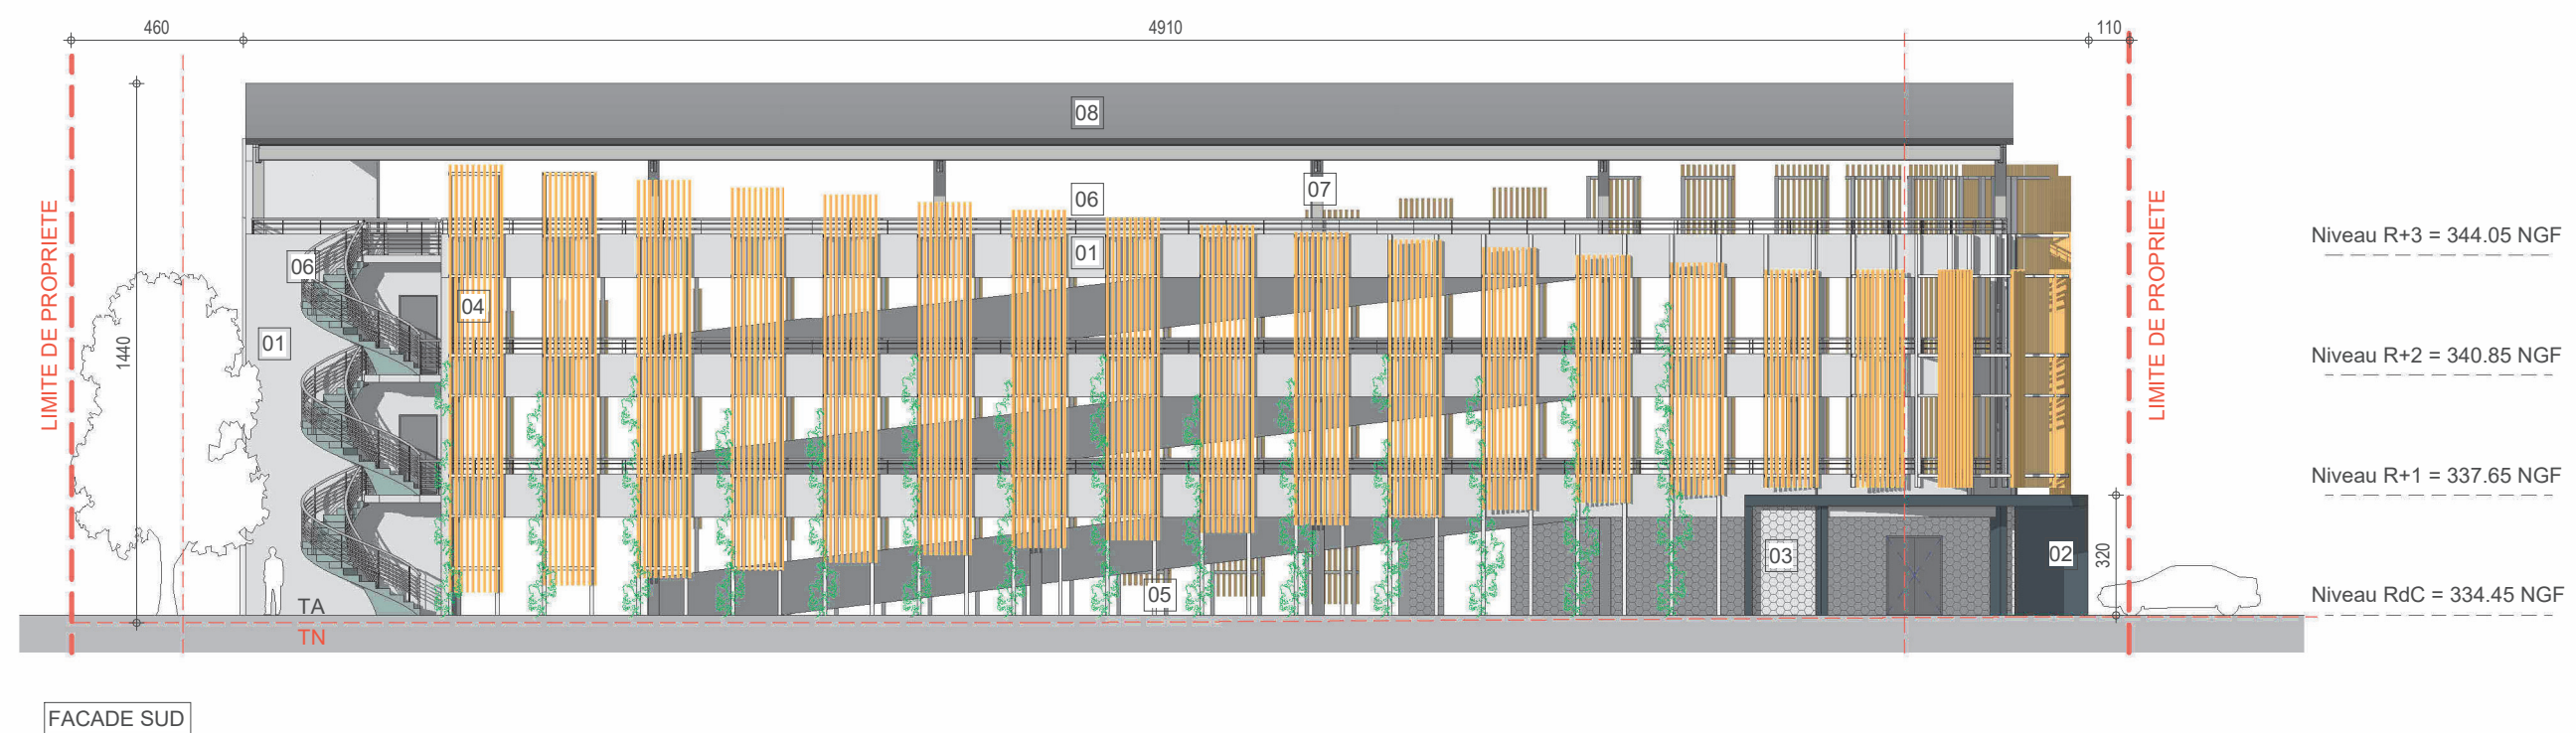 460
4910
110
08
LIMITE DE PROPRIETE
1440
06
07
06
01
04
01
LIMITE DE PROPRIETE
Niveau R+3 = 344.05 NGF
Niveau R+2 = 340.85 NGF
Niveau R+1 = 337.65 NGF
03
02
320
05
Niveau RdC = 334.45 NGF
TA
TN
FACADE SUD